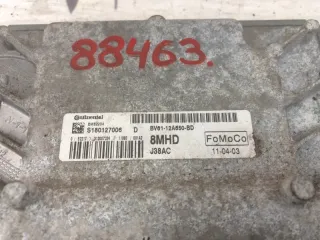 88463.
Continental
S180127006 D
BV61-12A650-BD
8MHD
J38AC
FoMoCo
11-04-03